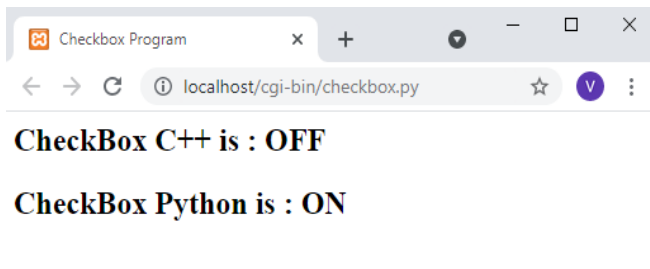 Checkbox Program
localhost/cgi-bin/checkbox.py
V
CheckBox C++ is : OFF
CheckBox Python is : ON